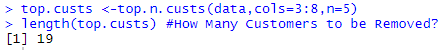 > top.custs <-top.n.custs(data,cols=3:8,n=5)
> length(top.custs) #How Many Customers to be Removed?
[1] 19